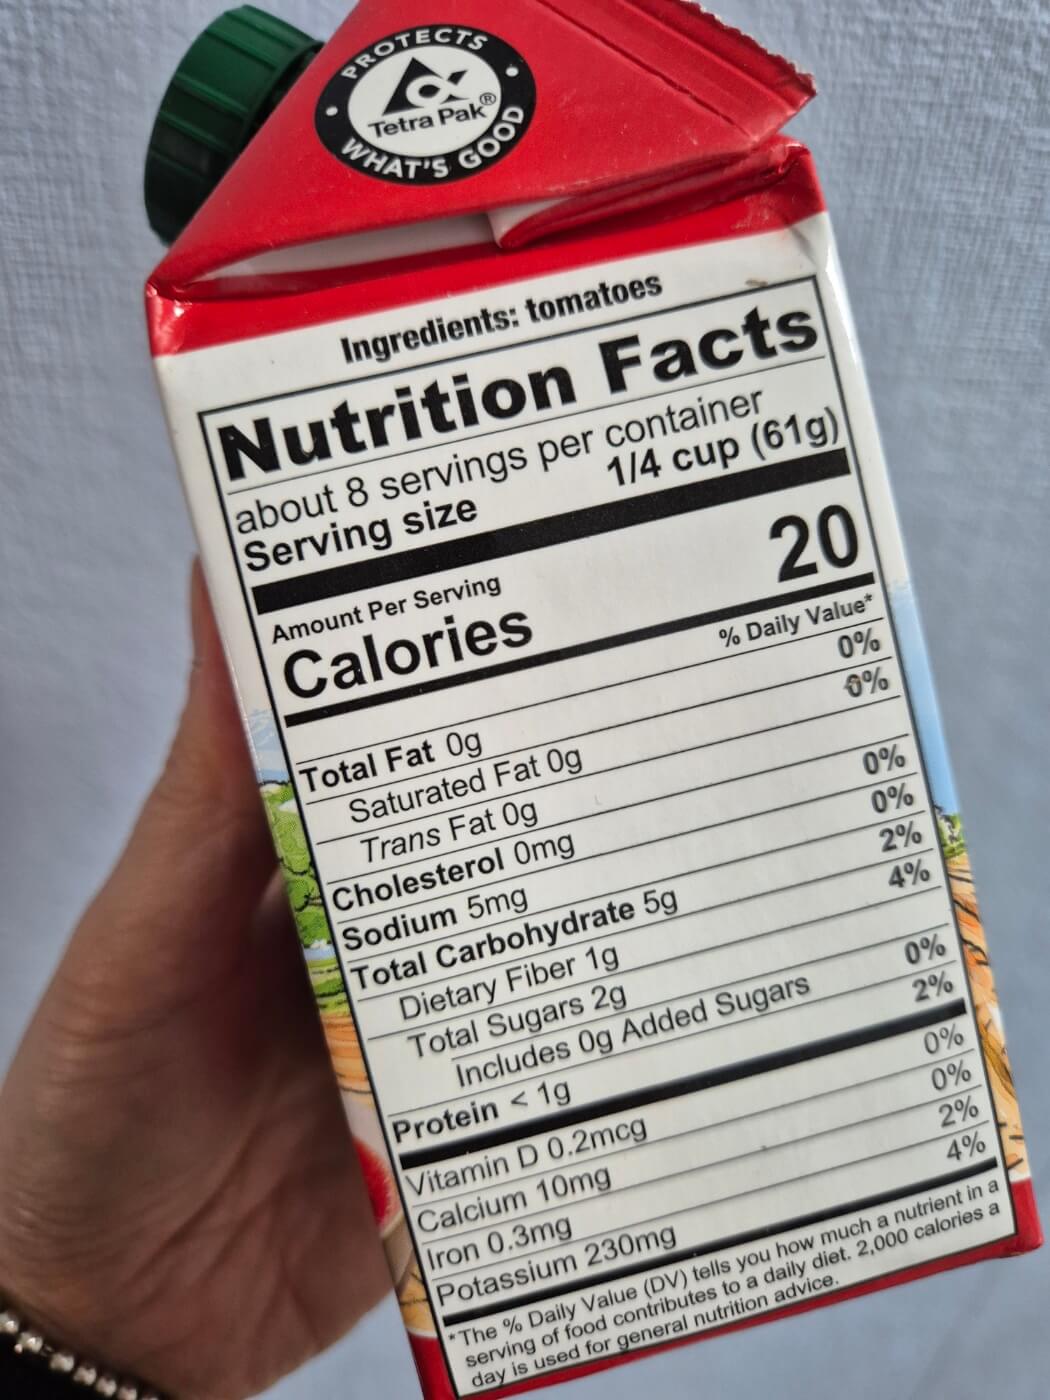 PROTECTS
Tetra Pak®
WHAT'S GOOD
Ingredients: tomatoes
Nutrition Facts
about 8 servings per container
Serving size 1/4 cup (61g)
Amount Per Serving
Calories 20
% Daily Value*
Total Fat 0g 0%
Saturated Fat 0g 0%
Trans Fat 0g
Cholesterol 0mg 0%
Sodium 5mg 0%
Total Carbohydrate 5g 2%
Dietary Fiber 1g 4%
Total Sugars 2g
Includes 0g Added Sugars 0%
Protein < 1g 2%
Vitamin D 0.2mcg 0%
Calcium 10mg 0%
Iron 0.3mg 2%
Potassium 230mg 4%
*The % Daily Value (DV) tells you how much a nutrient in a
serving of food contributes to a daily diet. 2,000 calories a
day is used for general nutrition advice.